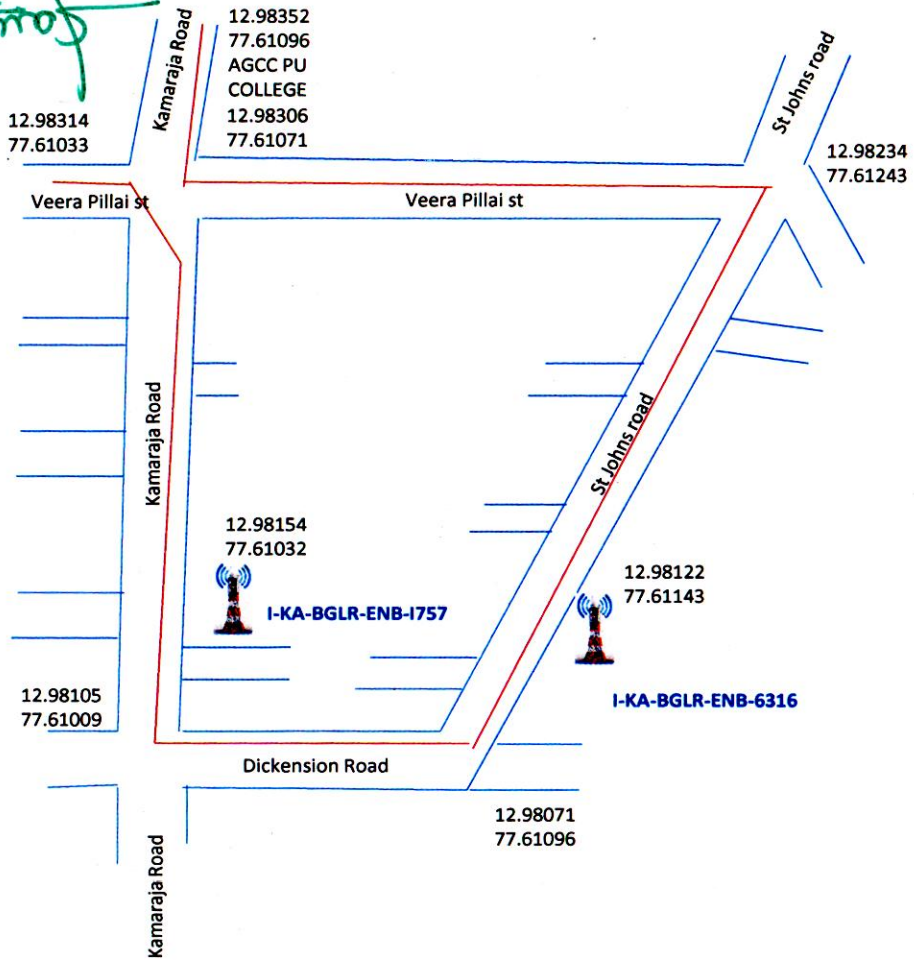 Kamaraja Road
12.98352
77.61096
AGCC PU
COLLEGE
12.98306
77.61071
St Johns road
12.98314
77.61033
12.98234
77.61243
Veera Pillai st
Veera Pillai st
Kamaraja Road
St Johns road
12.98154
77.61032
I-KA-BGLR-ENB-I757
12.98122
77.61143
I-KA-BGLR-ENB-6316
12.98105
77.61009
Dickension Road
12.98071
77.61096
Kamaraja Road